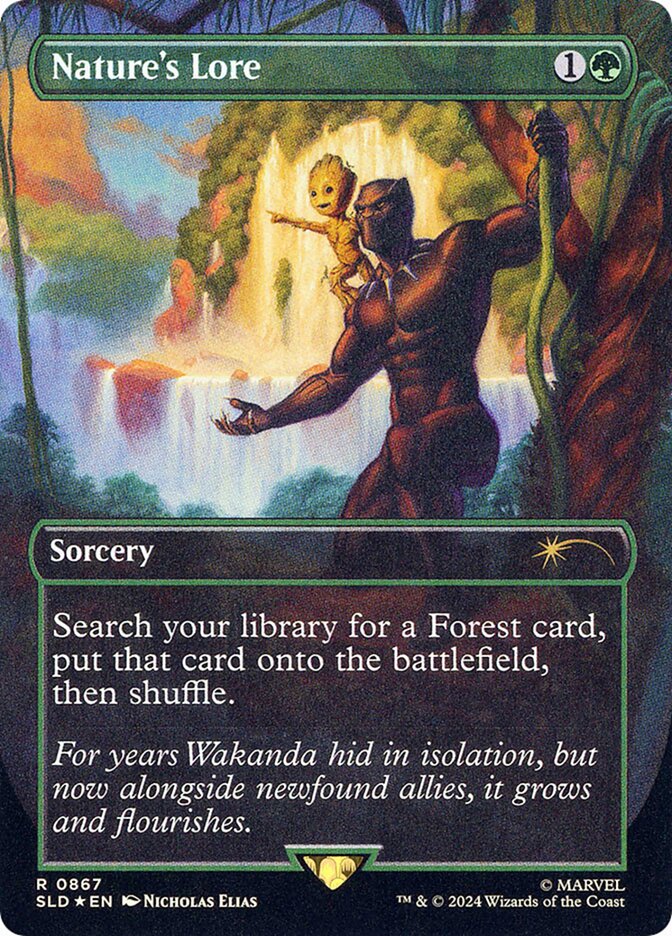 Nature's Lore 1
Sorcery
Search your library for a Forest card,
put that card onto the battlefield,
then shuffle.
For years Wakanda hid in isolation, but
now alongside newfound allies, it grows
and flourishes.
R 0867
SLD ★ EN Nicholas Elias
© MARVEL
™ & © 2024 Wizards of the Coast